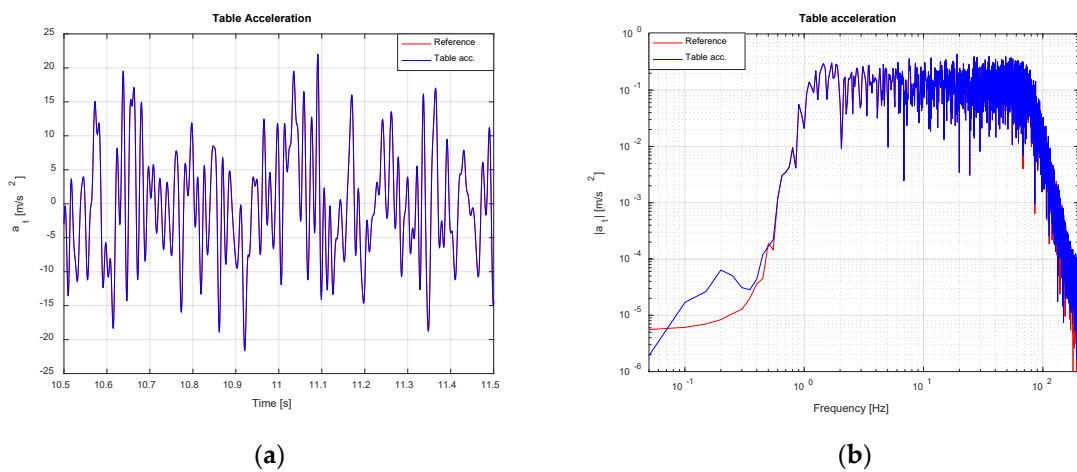 Table Acceleration
25
20
15
10
5
0
-5
-10
-15
-20
-25
10.5 10.6 10.7 10.8 10.9 11 11.1 11.2 11.3 11.4 11.5
a t [m/s 2 ]
Time [s]
Reference
Table acc.
(a)
Table acceleration
10 0
10 -1
10 -2
10 -3
10 -4
10 -5
10 -6
10 -1 10 0 10 1 10 2
|a t | [m/s 2 ]
Frequency [Hz]
Reference
Table acc.
(b)